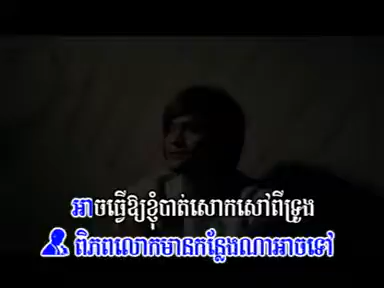 អាចធ្វើឱ្យខ្ញុំបាត់សោកសៅពីទ្រូង
ពិភពលោកមានកន្លែងណាអាចទៅ